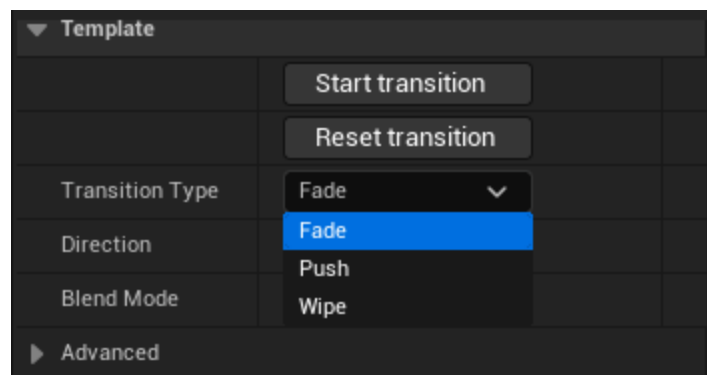 Template
Start transition
Reset transition
Transition Type Fade
Fade
Direction
Push
Blend Mode
Wipe
Advanced